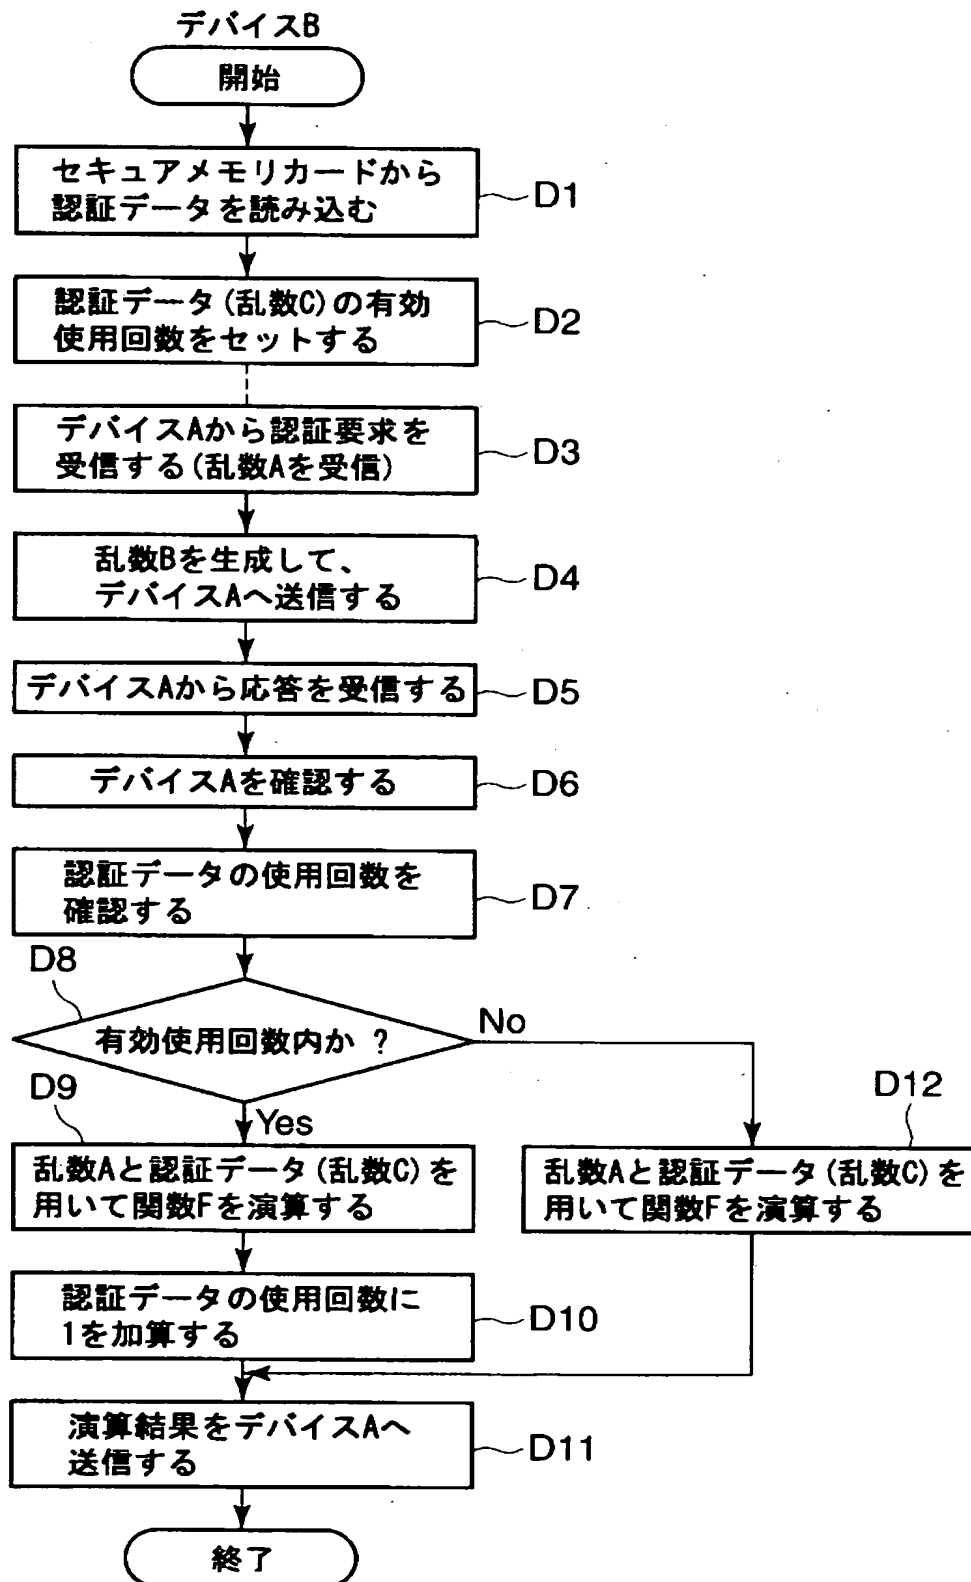 デバイスB
開始
セキュアメモリカードから
認証データを読み込む
D1
認証データ(乱数C)の有効
使用回数をセットする
D2
デバイスAから認証要求を
受信する(乱数Aを受信)
D3
乱数Bを生成して、
デバイスAへ送信する
D4
デバイスAから応答を受信する
D5
デバイスAを確認する
D6
認証データの使用回数を
確認する
D7
D8
有効使用回数内か ?
No
Yes
D9
乱数Aと認証データ(乱数C)を
用いて関数Fを演算する
D12
乱数Aと認証データ(乱数C)を
用いて関数Fを演算する
認証データの使用回数に
1を加算する
D10
演算結果をデバイスAへ
送信する
D11
終了